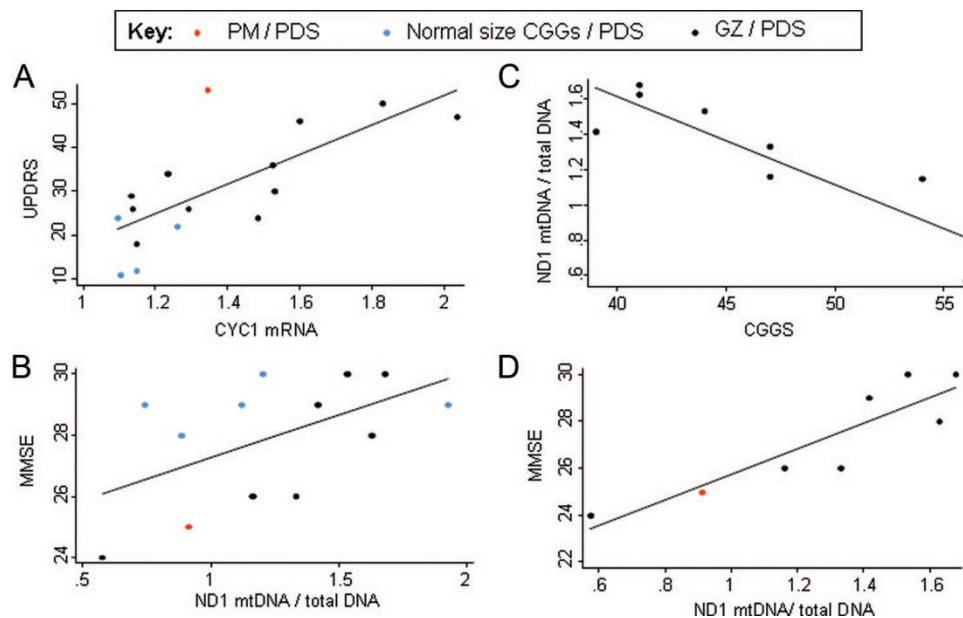 Key: PM / PDS Normal size CGGs / PDS GZ / PDS
A
UPDRS
50
40
30
20
10
1 1.2 1.4 1.6 1.8 2
CYC1 mRNA
C
ND1 mtDNA / total DNA
1.6
1.4
1.2
1
.8
.6
40 45 50 55
CGGS
B
MMSE
30
28
26
24
.5 1 1.5 2
ND1 mtDNA / total DNA
D
MMSE
30
28
26
24
22
.6 .8 1 1.2 1.4 1.6
ND1 mtDNA/ total DNA